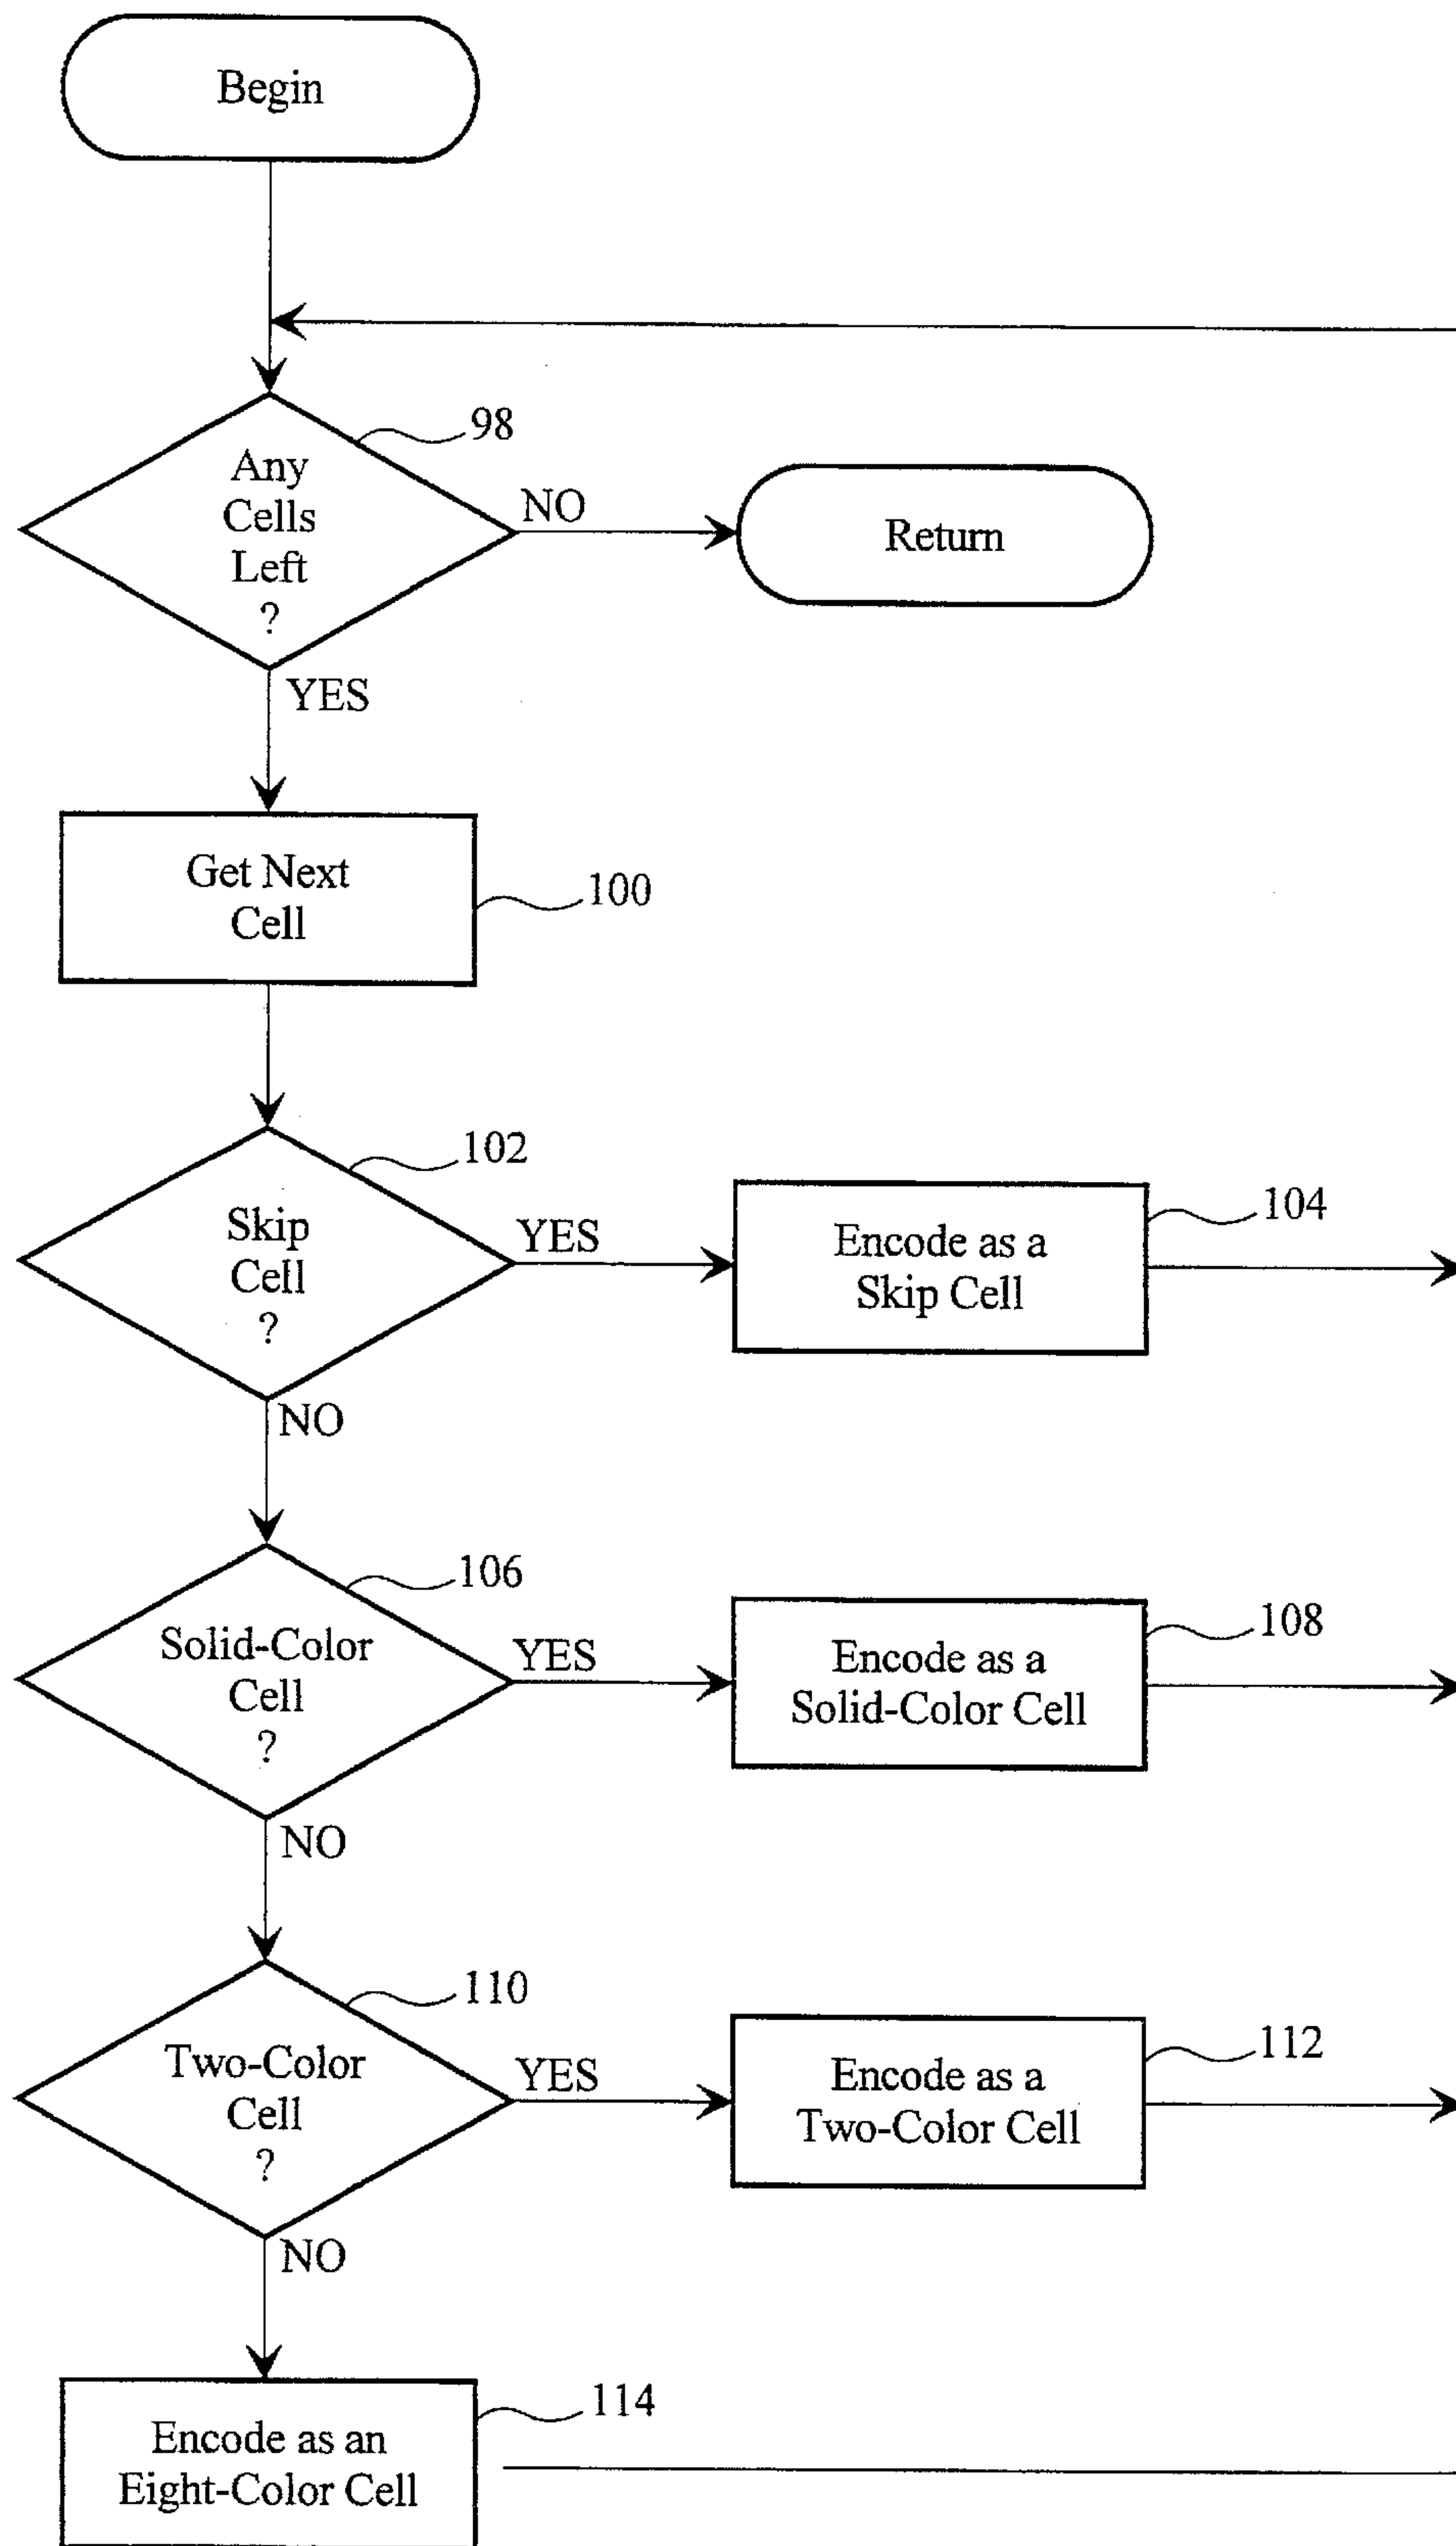 Begin
98
Any
Cells
Left
?
NO
Return
YES
Get Next
Cell
100
102
Skip
Cell
?
YES
Encode as a
Skip Cell
104
NO
106
Solid-Color
Cell
?
YES
Encode as a
Solid-Color Cell
108
NO
110
Two-Color
Cell
?
YES
Encode as a
Two-Color Cell
112
NO
Encode as an
Eight-Color Cell
114